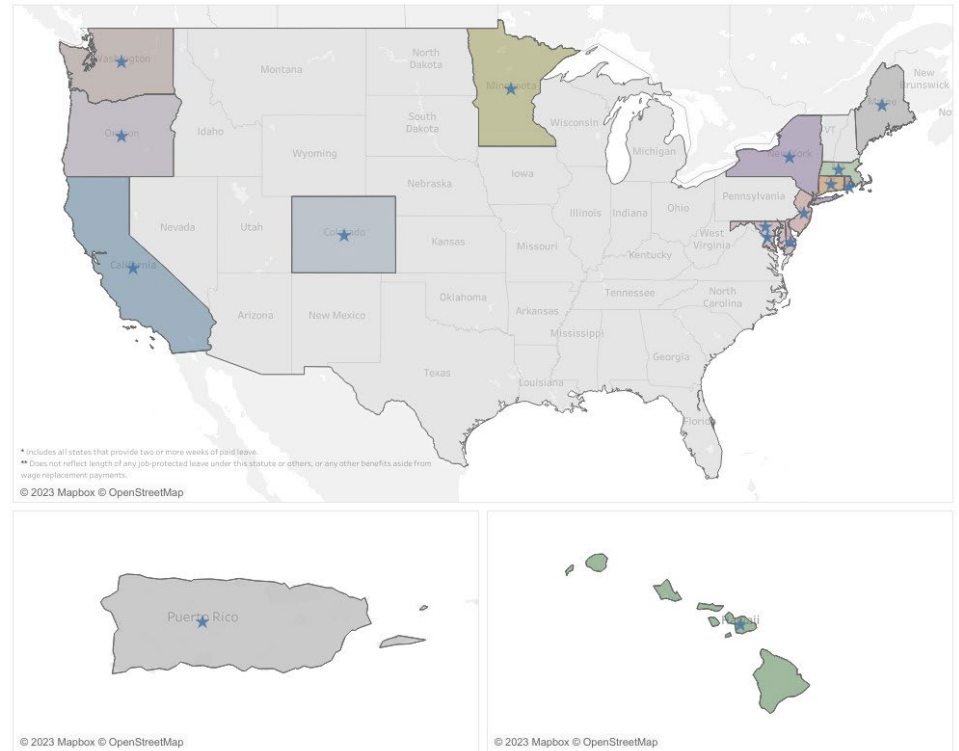 Washington
Montana
North
Dakota
Minnesota
Maine
New
Brunswick
No
Oregon
Idaho
South
Dakota
Wisconsin
VT
Michigan
New York
Wyoming
Iowa
Nebraska
Pennsylvania
Nevada
Utah
Colorado
Illinois
Indiana
Ohio
West
Virginia
Kansas
Missouri
Kentucky
California
Arizona
New Mexico
Oklahoma
Arkansas
Tennessee
North
Carolina
Mississippi
Georgia
Texas
Louisiana
Florida
* Includes all states that provide two or more weeks of paid leave.
** Does not reflect length of any job-protected leave under this statute or others, or any other benefits aside from
wage replacement payments.
© 2023 Mapbox © OpenStreetMap
Puerto Rico
© 2023 Mapbox © OpenStreetMap
Hawaii
© 2023 Mapbox © OpenStreetMap